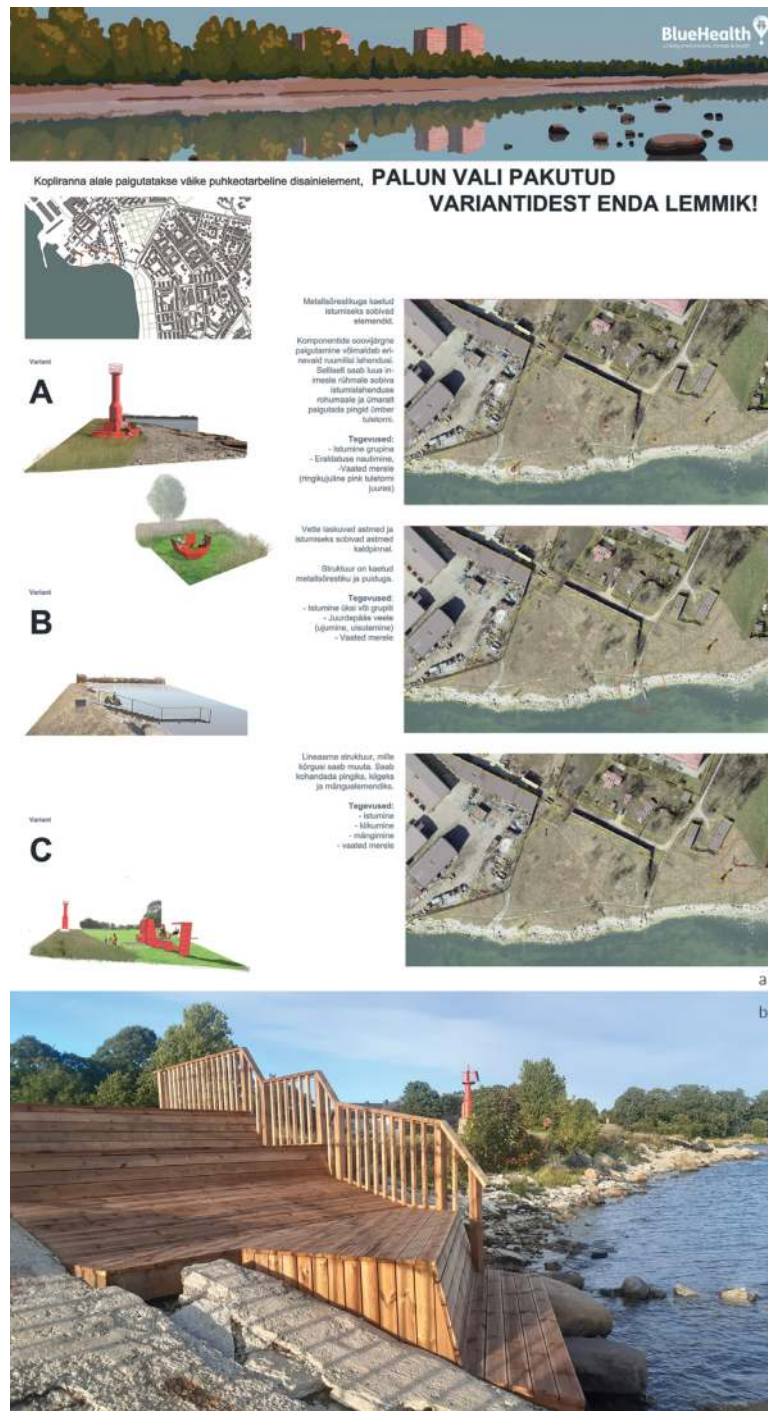 BlueHealth
Kopliranna alale paigutatakse väike puhkeotarbeline disainielement, PALUN VALI PAKUTUD
VARIANTIDEST ENDA LEMMIK!
Variant
A
Metallsõrestikuga kaetud
istumiseks sobivad
elemendid.
Komponentide soovijärgne
paigutamine võimaldab eri-
nevaid ruumilisi lahendusi.
Selliselt saab luua in-
imeste rühmale sobiva
istumislahenduse
rohumaale ja ümaralt
paigutada pingid ümber
tuletorni.
Tegevused:
- Istumine grupina
- Eraldatuse nautimine,
-Vaated merele
(ringikujuline pink tuletorni
juures)
Variant
B
Vette laskuvad astmed ja
istumiseks sobivad astmed
kaldpinnal.
Struktuur on kaetud
metallsõrestiku ja puiduga.
Tegevused:
- Istumine üksi või grupiti
- Juurdepääs veele
(ujumine, uisutamine)
- Vaated merele
Variant
C
Lineaarne struktuur, mille
kõrgusi saab muuta. Saab
kohandada pingiks, kiigeks
ja mänguelemendiks.
Tegevused:
- istumine
- kiikumine
- mängimine
- vaated merele
a
b